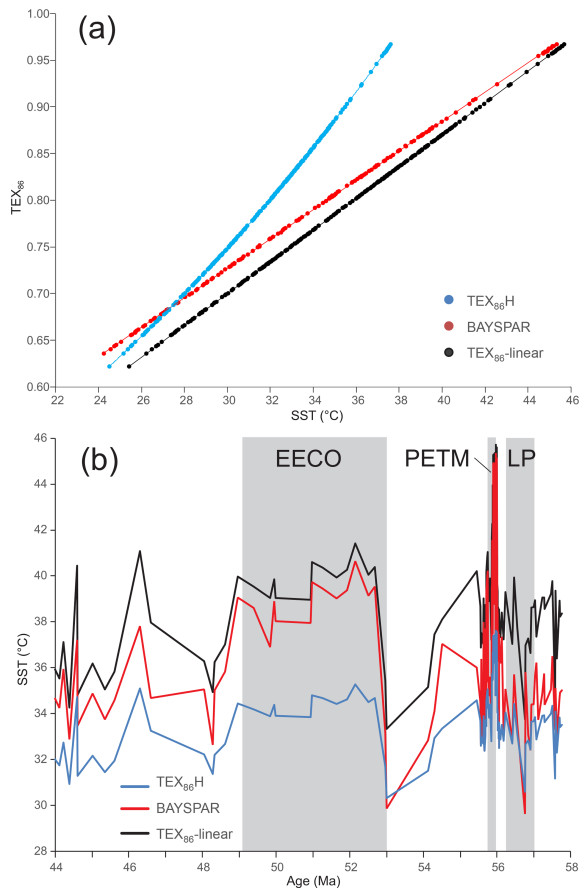 (a)
1.00
0.95
0.90
0.85
0.80
0.75
0.70
0.65
0.60
TEX₈₆
22 24 26 28 30 32 34 36 38 40 42 44 46
SST (°C)
TEX₈₆H
BAYSPAR
TEX₈₆-linear
(b)
EECO
PETM
LP
46
44
42
40
38
36
34
32
30
28
SST (°C)
TEX₈₆H
BAYSPAR
TEX₈₆-linear
44 46 48 50 52 54 56 58
Age (Ma)